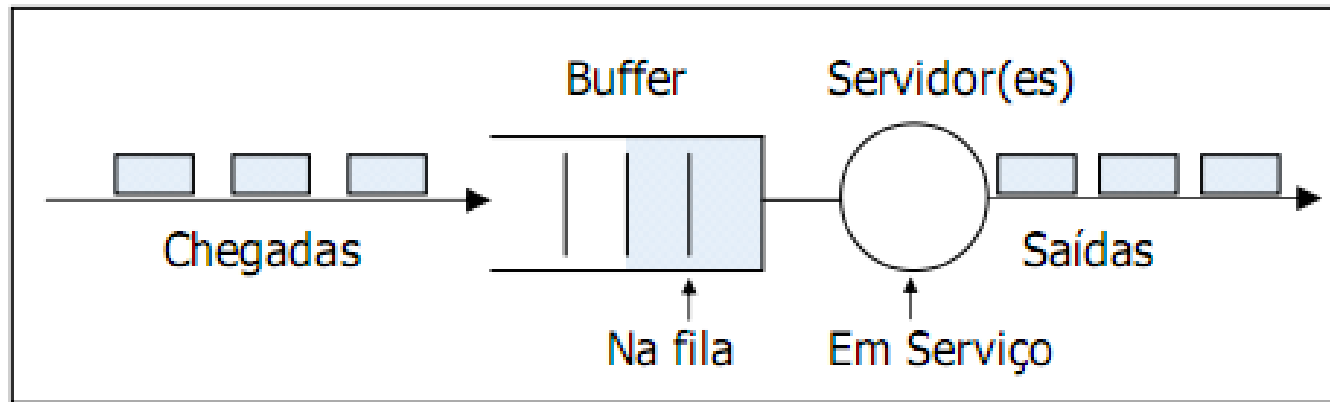 Buffer
Servidor(es)
Chegadas
Saídas
Na fila
Em Serviço